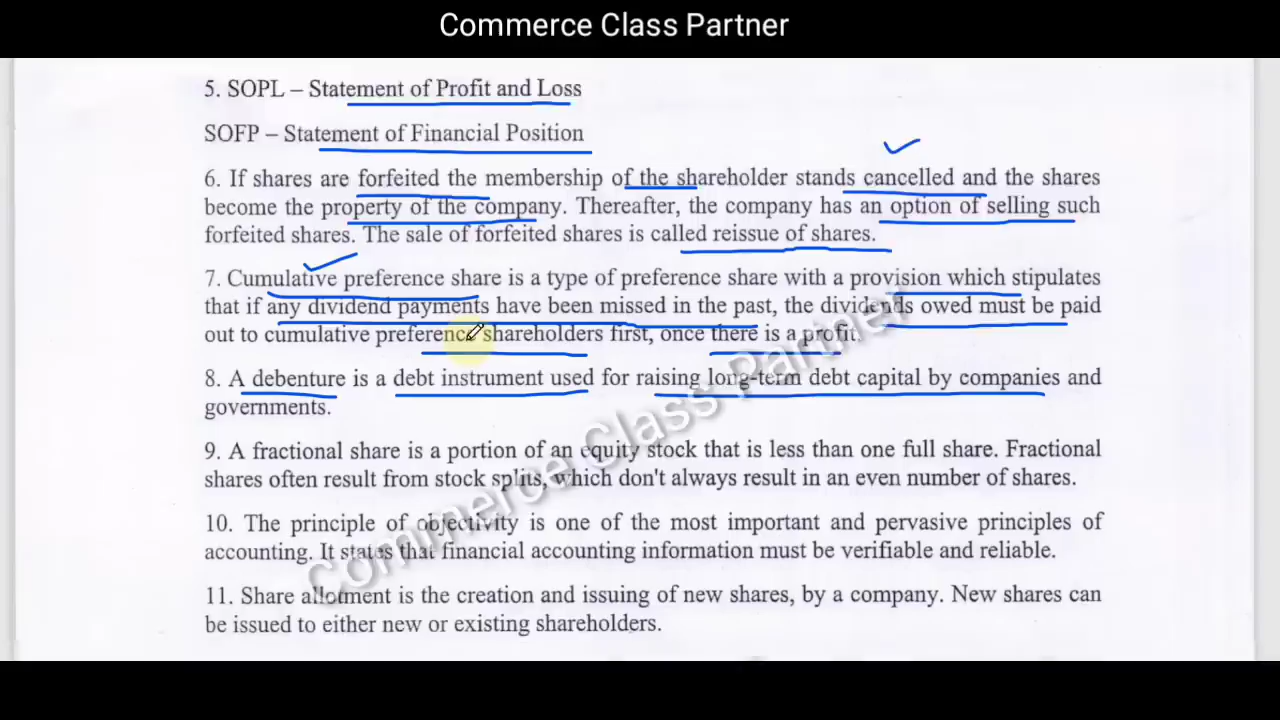 Commerce Class Partner
5. SOPL – Statement of Profit and Loss
SOFP – Statement of Financial Position
6. If shares are forfeited the membership of the shareholder stands cancelled and the shares
become the property of the company. Thereafter, the company has an option of selling such
forfeited shares. The sale of forfeited shares is called reissue of shares.
7. Cumulative preference share is a type of preference share with a provision which stipulates
that if any dividend payments have been missed in the past, the dividends owed must be paid
out to cumulative preference shareholders first, once there is a profit.
8. A debenture is a debt instrument used for raising long-term debt capital by companies and
governments.
9. A fractional share is a portion of an equity stock that is less than one full share. Fractional
shares often result from stock splits, which don't always result in an even number of shares.
10. The principle of objectivity is one of the most important and pervasive principles of
accounting. It states that financial accounting information must be verifiable and reliable.
11. Share allotment is the creation and issuing of new shares, by a company. New shares can
be issued to either new or existing shareholders.
Commerce Class Partner